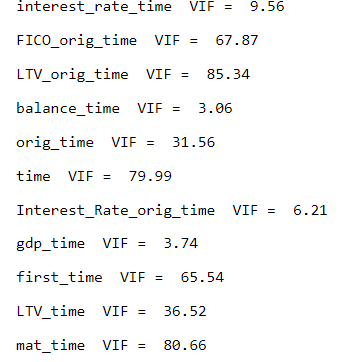 interest_rate_time VIF = 9.56
FICO_orig_time VIF = 67.87
LTV_orig_time VIF = 85.34
balance_time VIF = 3.06
orig_time VIF = 31.56
time VIF = 79.99
Interest_Rate_orig_time VIF = 6.21
gdp_time VIF = 3.74
first_time VIF = 65.54
LTV_time VIF = 36.52
mat_time VIF = 80.66